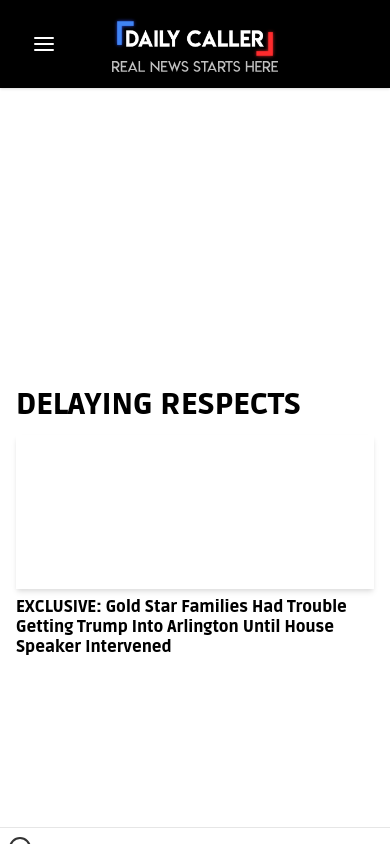 DAILY CALLER
REAL NEWS STARTS HERE
DELAYING RESPECTS
EXCLUSIVE: Gold Star Families Had Trouble
Getting Trump Into Arlington Until House
Speaker Intervened